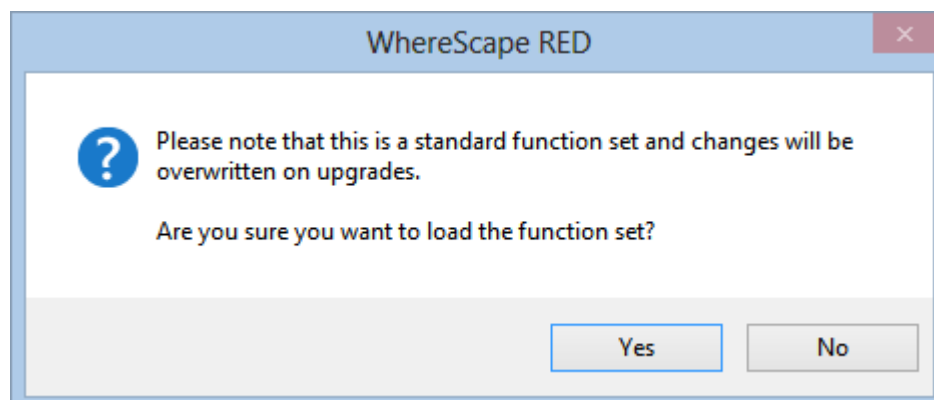 WhereScape RED
Please note that this is a standard function set and changes will be
overwritten on upgrades.
Are you sure you want to load the function set?
Yes
No